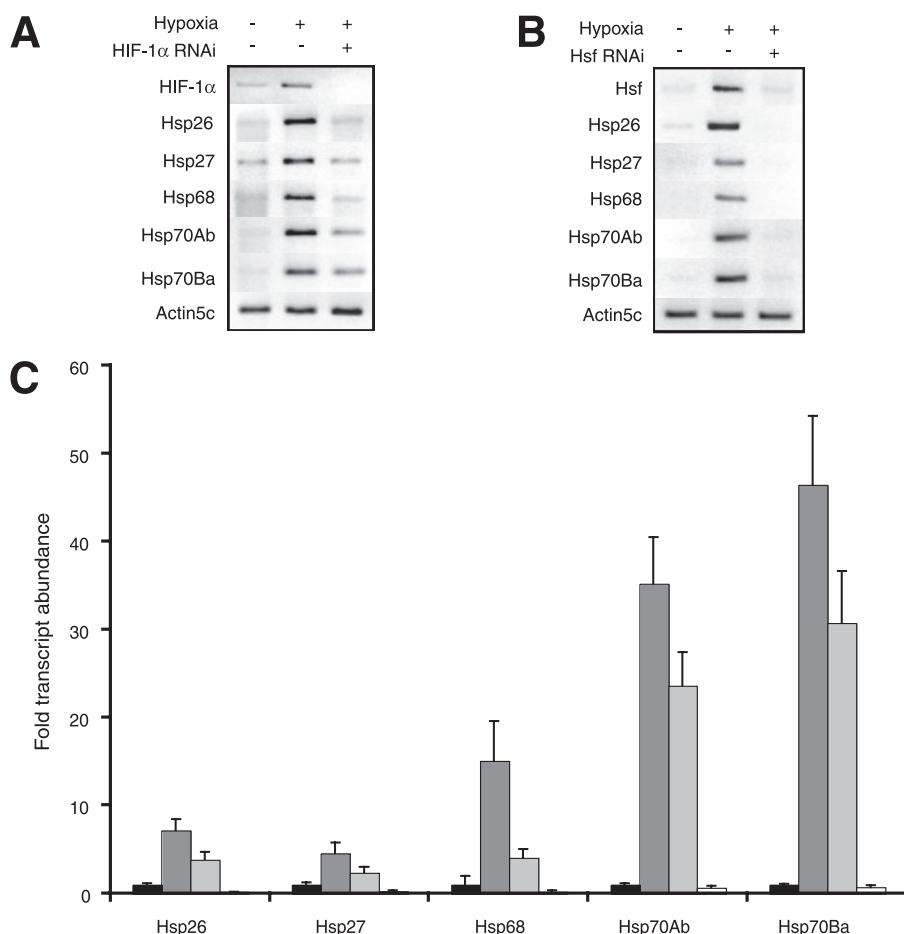 A
Hypoxia - + +
HIF-1α RNAi - - +
HIF-1α
Hsp26
Hsp27
Hsp68
Hsp70Ab
Hsp70Ba
Actin5c
B
Hypoxia - + +
Hsf RNAi - - +
Hsf
Hsp26
Hsp27
Hsp68
Hsp70Ab
Hsp70Ba
Actin5c
C
Fold transcript abundance
60
50
40
30
20
10
0
Hsp26 Hsp27 Hsp68 Hsp70Ab Hsp70Ba